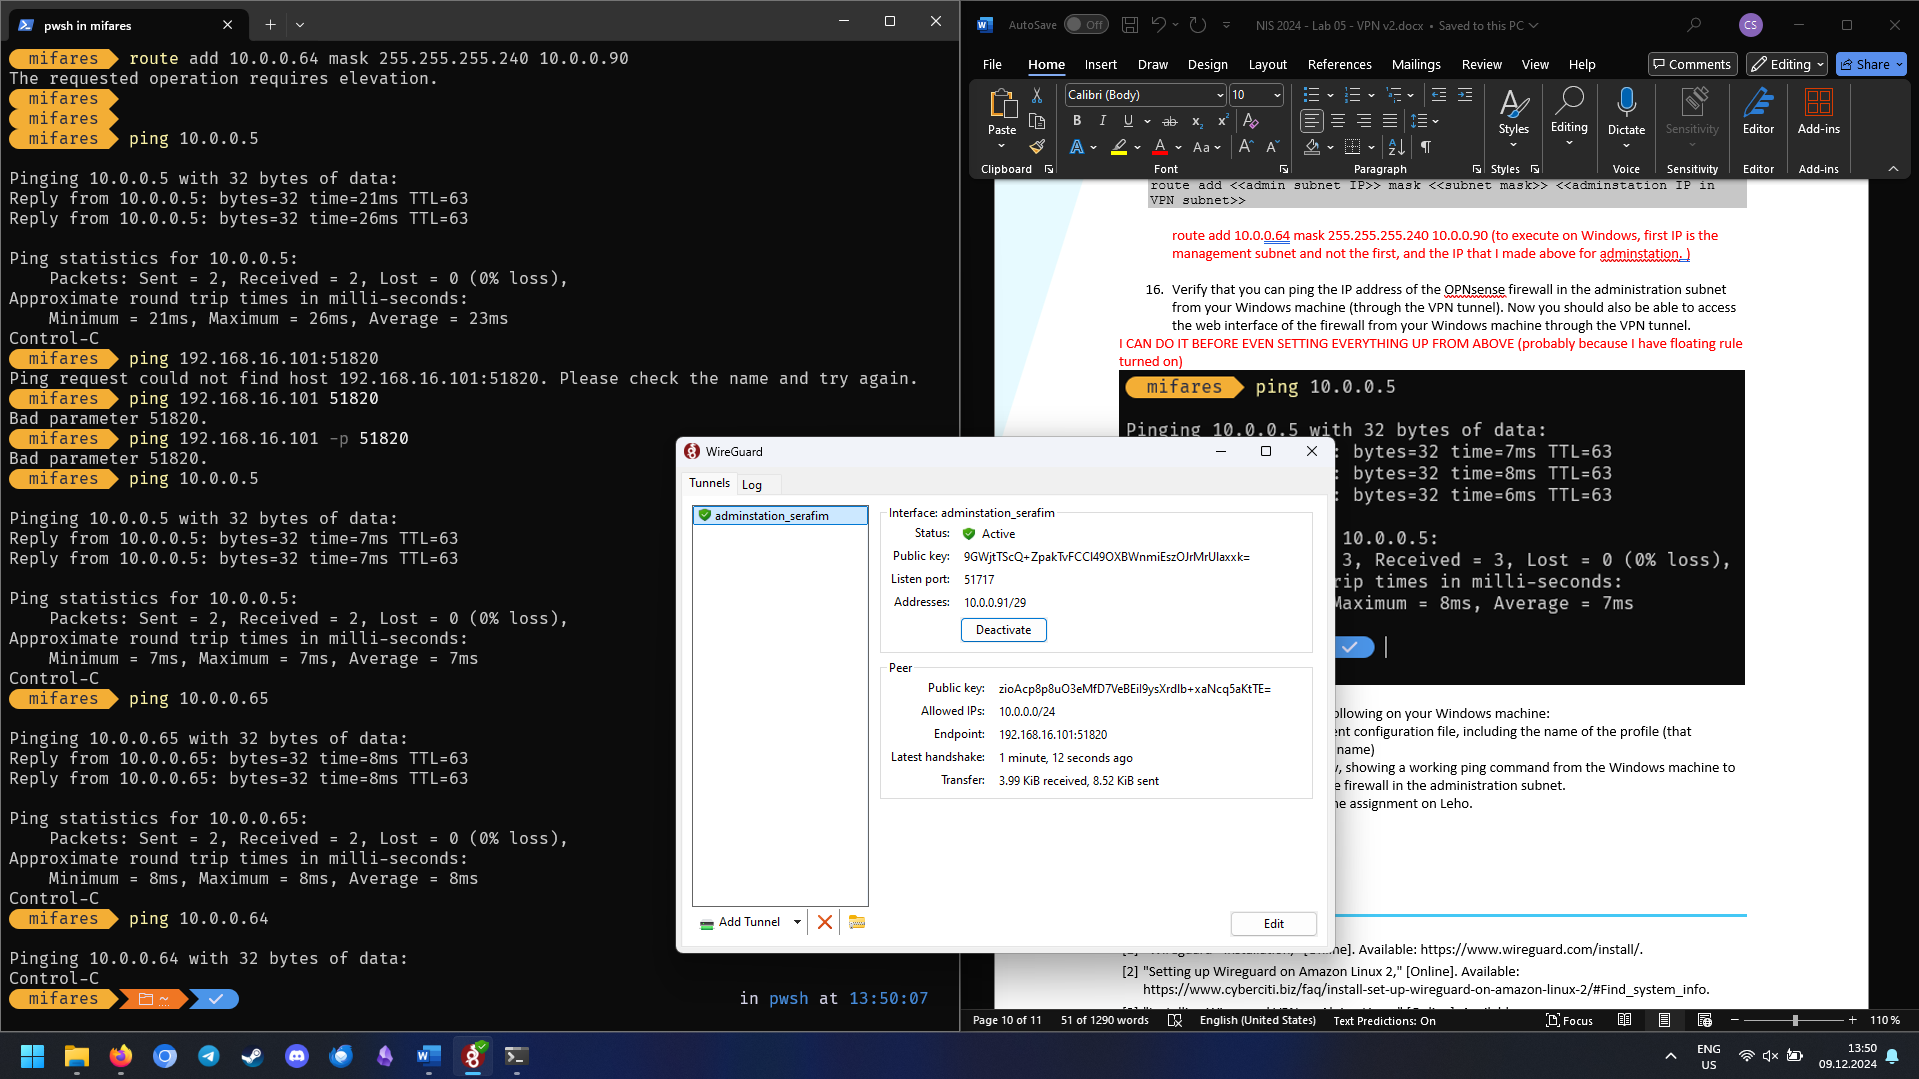 pwsh in mifares
mifares route add 10.0.0.64 mask 255.255.255.240 10.0.0.90
The requested operation requires elevation.
mifares
mifares
mifares ping 10.0.0.5
Pinging 10.0.0.5 with 32 bytes of data:
Reply from 10.0.0.5: bytes=32 time=21ms TTL=63
Reply from 10.0.0.5: bytes=32 time=26ms TTL=63
Ping statistics for 10.0.0.5:
Packets: Sent = 2, Received = 2, Lost = 0 (0% loss),
Approximate round trip times in milli-seconds:
Minimum = 21ms, Maximum = 26ms, Average = 23ms
Control-C
mifares ping 192.168.16.101:51820
Ping request could not find host 192.168.16.101:51820. Please check the name and try again.
mifares ping 192.168.16.101 51820
Bad parameter 51820.
mifares ping 192.168.16.101 -p 51820
Bad parameter 51820.
mifares ping 10.0.0.5
Pinging 10.0.0.5 with 32 bytes of data:
Reply from 10.0.0.5: bytes=32 time=7ms TTL=63
Reply from 10.0.0.5: bytes=32 time=7ms TTL=63
Ping statistics for 10.0.0.5:
Packets: Sent = 2, Received = 2, Lost = 0 (0% loss),
Approximate round trip times in milli-seconds:
Minimum = 7ms, Maximum = 7ms, Average = 7ms
Control-C
mifares ping 10.0.0.65
Pinging 10.0.0.65 with 32 bytes of data:
Reply from 10.0.0.65: bytes=32 time=8ms TTL=63
Reply from 10.0.0.65: bytes=32 time=8ms TTL=63
Ping statistics for 10.0.0.65:
Packets: Sent = 2, Received = 2, Lost = 0 (0% loss),
Approximate round trip times in milli-seconds:
Minimum = 8ms, Maximum = 8ms, Average = 8ms
Control-C
mifares ping 10.0.0.64
Pinging 10.0.0.64 with 32 bytes of data:
Control-C
mifares ~ in pwsh at 13:50:07
AutoSave Off NIS 2024 - Lab 05 - VPN v2.docx • Saved to this PC CS
File Home Insert Draw Design Layout References Mailings Review View Help Comments Editing Share
Calibri (Body) 10
Paste Styles Editing Dictate Sensitivity Editor Add-ins
Clipboard Font Paragraph Styles Voice Sensitivity Editor Add-ins
route add <<admin subnet IP>> mask <<subnet mask>> <<adminstation IP in
VPN subnet>>
route add 10.0.0.64 mask 255.255.255.240 10.0.0.90 (to execute on Windows, first IP is the
management subnet and not the first, and the IP that I made above for adminstation. )
16. Verify that you can ping the IP address of the OPNsense firewall in the administration subnet
from your Windows machine (through the VPN tunnel). Now you should also be able to access
the web interface of the firewall from your Windows machine through the VPN tunnel.
I CAN DO IT BEFORE EVEN SETTING EVERYTHING UP FROM ABOVE (probably because I have floating rule
turned on)
mifares ping 10.0.0.5
Pinging 10.0.0.5 with 32 bytes of data:
: bytes=32 time=7ms TTL=63
: bytes=32 time=8ms TTL=63
: bytes=32 time=6ms TTL=63
10.0.0.5:
3, Received = 3, Lost = 0 (0% loss),
rip times in milli-seconds:
Maximum = 8ms, Average = 7ms
ollowing on your Windows machine:
ent configuration file, including the name of the profile (that
name)
, showing a working ping command from the Windows machine to
e firewall in the administration subnet.
he assignment on Leho.
ne]. Available: https://www.wireguard.com/install/.
[2] "Setting up Wireguard on Amazon Linux 2," [Online]. Available:
https://www.cyberciti.biz/faq/install-set-up-wireguard-on-amazon-linux-2/#Find_system_info.
Page 10 of 11 51 of 1290 words English (United States) Text Predictions: On Focus 110 %
WireGuard
Tunnels Log
adminstation_serafim
Interface: adminstation_serafim
Status: Active
Public key: 9GWjtTScQ+ZpakTvFCCI49OXBWnmiEszOJrMrUlaxxk=
Listen port: 51717
Addresses: 10.0.0.91/29
Deactivate
Peer
Public key: zioAcp8p8uO3eMfD7VeBEil9ysXrdlb+xaNcq5aKtTE=
Allowed IPs: 10.0.0.0/24
Endpoint: 192.168.16.101:51820
Latest handshake: 1 minute, 12 seconds ago
Transfer: 3.99 KiB received, 8.52 KiB sent
Add Tunnel
Edit
ENG
US
13:50
09.12.2024